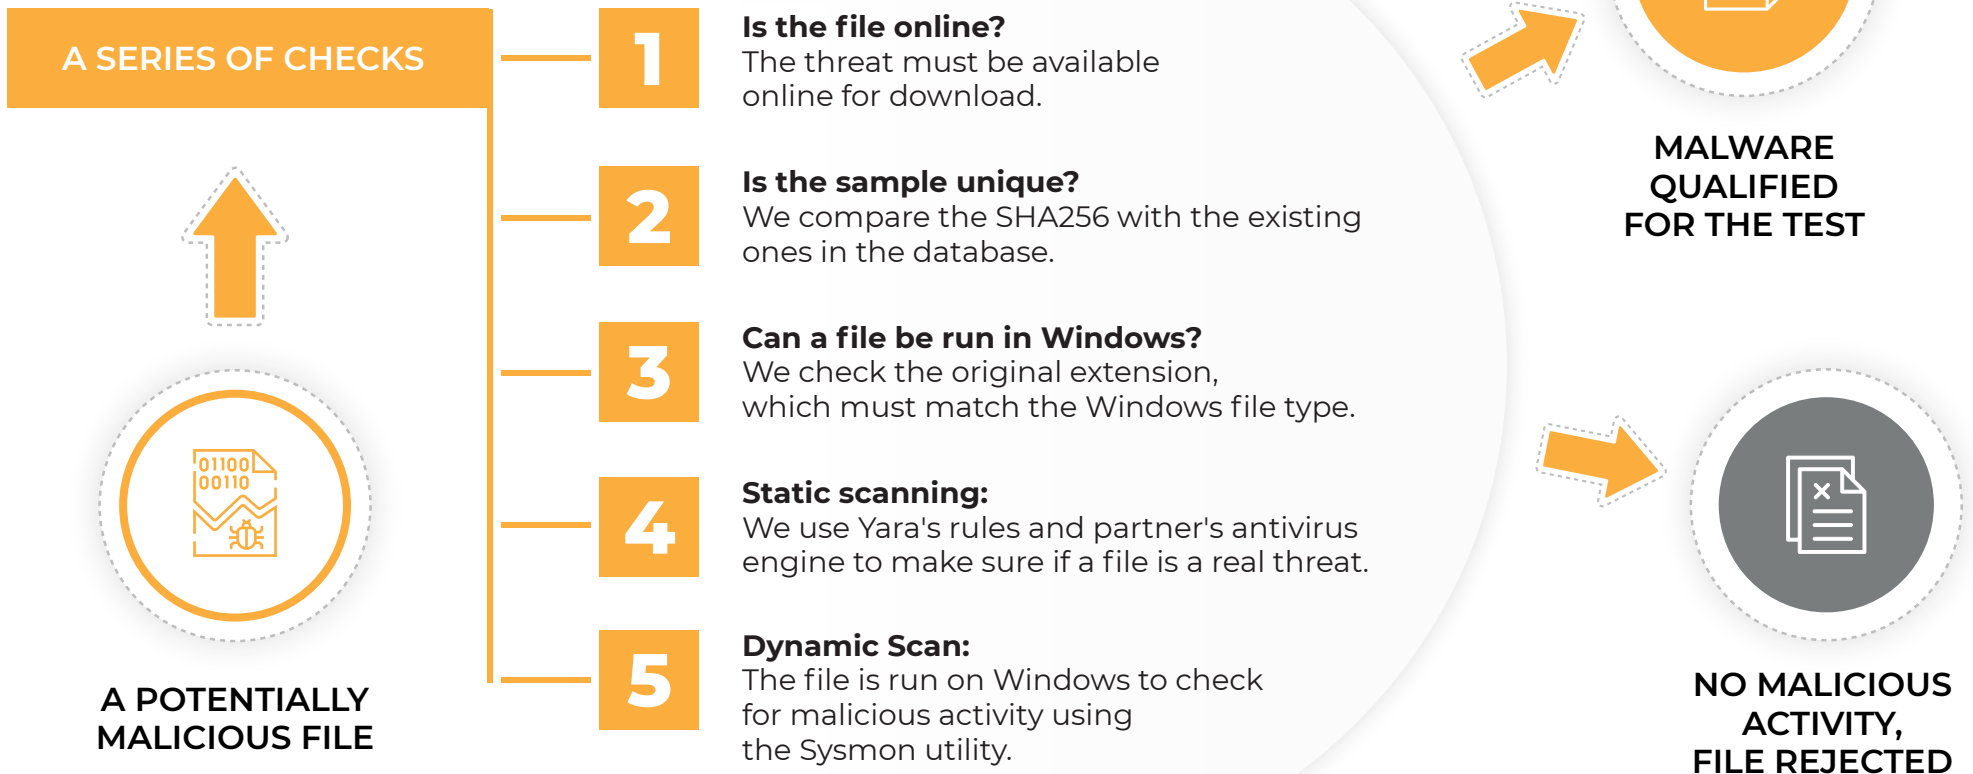 A SERIES OF CHECKS
1
Is the file online?
The threat must be available
online for download.
2
Is the sample unique?
We compare the SHA256 with the existing
ones in the database.
3
Can a file be run in Windows?
We check the original extension,
which must match the Windows file type.
4
Static scanning:
We use Yara's rules and partner's antivirus
engine to make sure if a file is a real threat.
5
Dynamic Scan:
The file is run on Windows to check
for malicious activity using
the Sysmon utility.
01100
00110
A POTENTIALLY
MALICIOUS FILE
MALWARE
QUALIFIED
FOR THE TEST
NO MALICIOUS
ACTIVITY,
FILE REJECTED